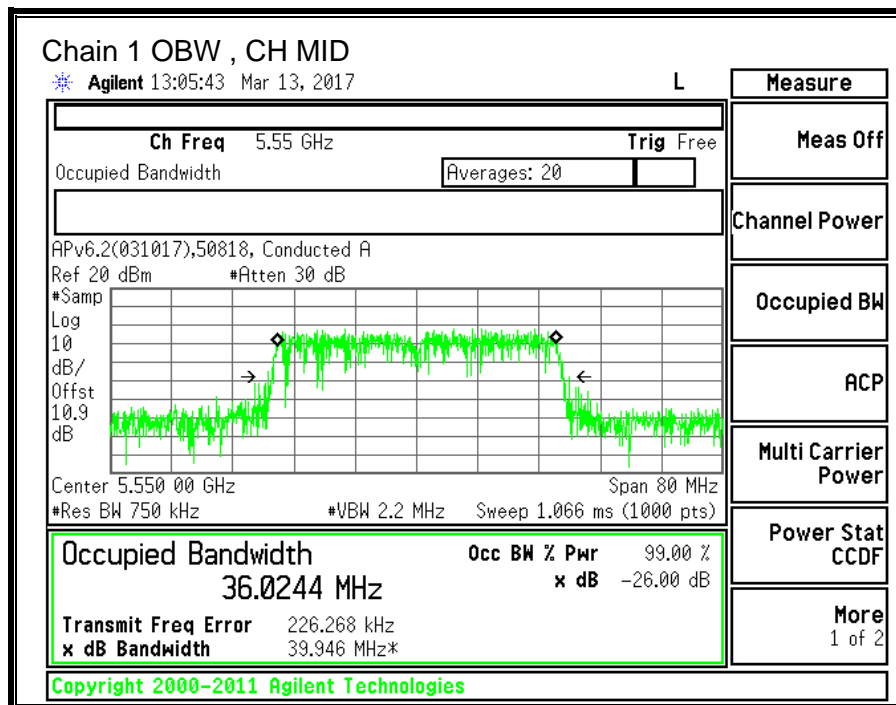 Chain 1 OBW , CH MID
Agilent 13:05:43 Mar 13, 2017 L
Ch Freq 5.55 GHz Trig Free
Occupied Bandwidth Averages: 20
APv6.2(031017),50818, Conducted A
Ref 20 dBm #Atten 30 dB
#Samp
Log
10
dB/
Offst
10.9
dB
Center 5.550 00 GHz Span 80 MHz
#Res BW 750 kHz #VBW 2.2 MHz Sweep 1.066 ms (1000 pts)
Occupied Bandwidth Occ BW % Pwr 99.00 %
36.0244 MHz x dB -26.00 dB
Transmit Freq Error 226.268 kHz
x dB Bandwidth 39.946 MHz*
Copyright 2000-2011 Agilent Technologies
Measure
Meas Off
Channel Power
Occupied BW
ACP
Multi Carrier
Power
Power Stat
CCDF
More
1 of 2